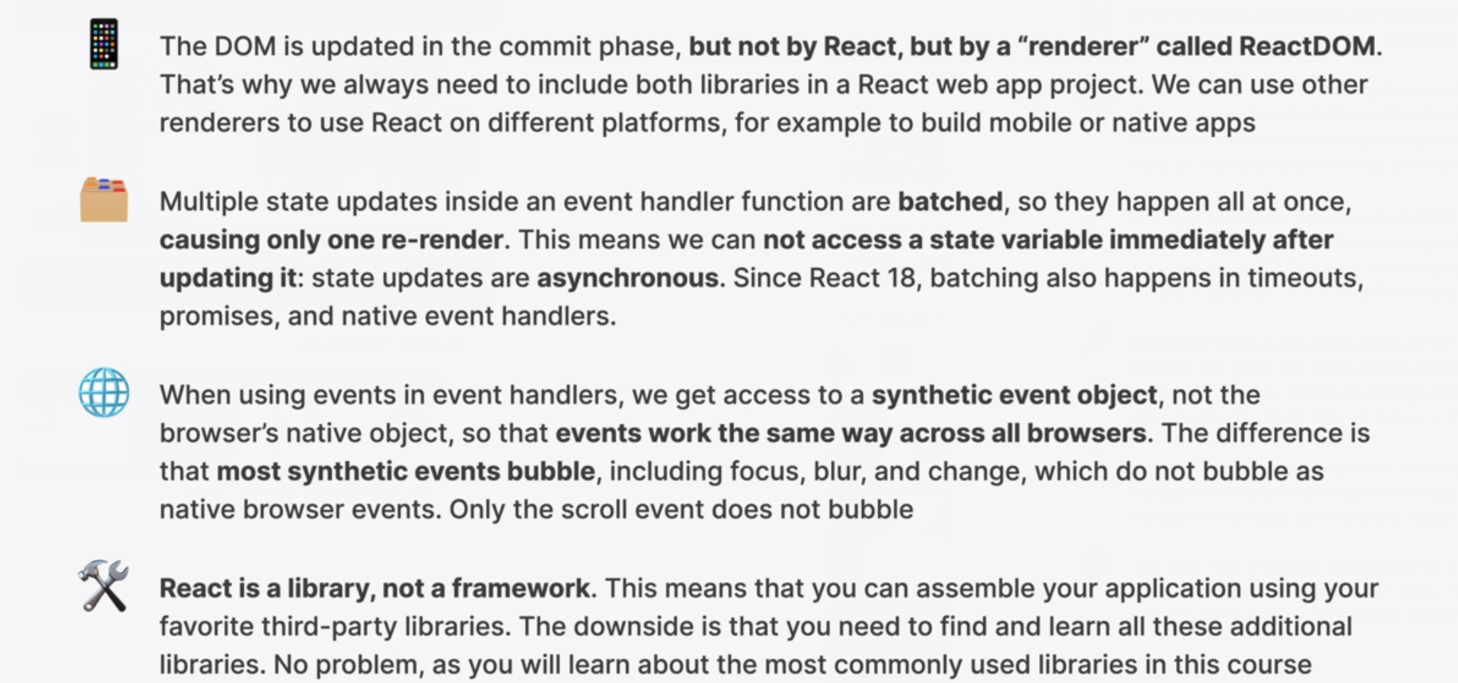 The DOM is updated in the commit phase, but not by React, but by a “renderer” called ReactDOM.
That’s why we always need to include both libraries in a React web app project. We can use other
renderers to use React on different platforms, for example to build mobile or native apps
Multiple state updates inside an event handler function are batched, so they happen all at once,
causing only one re-render. This means we can not access a state variable immediately after
updating it: state updates are asynchronous. Since React 18, batching also happens in timeouts,
promises, and native event handlers.
When using events in event handlers, we get access to a synthetic event object, not the
browser’s native object, so that events work the same way across all browsers. The difference is
that most synthetic events bubble, including focus, blur, and change, which do not bubble as
native browser events. Only the scroll event does not bubble
React is a library, not a framework. This means that you can assemble your application using your
favorite third-party libraries. The downside is that you need to find and learn all these additional
libraries. No problem, as you will learn about the most commonly used libraries in this course